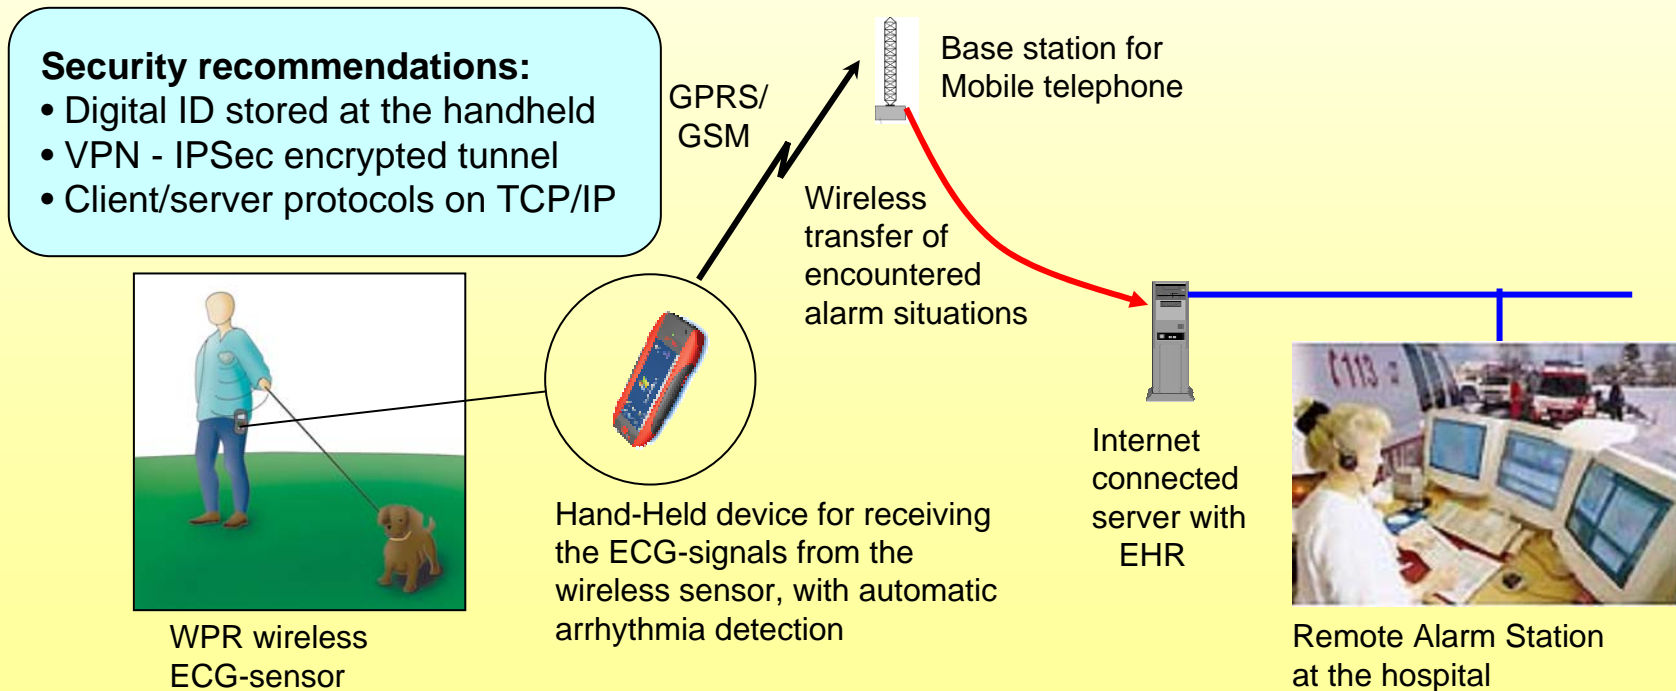 Security recommendations:
• Digital ID stored at the handheld
• VPN - IPSec encrypted tunnel
• Client/server protocols on TCP/IP
GPRS/
GSM
Base station for
Mobile telephone
Wireless
transfer of
encountered
alarm situations
WPR wireless
ECG-sensor
Hand-Held device for receiving
the ECG-signals from the
wireless sensor, with automatic
arrhythmia detection
Internet
connected
server with
EHR
113
Remote Alarm Station
at the hospital